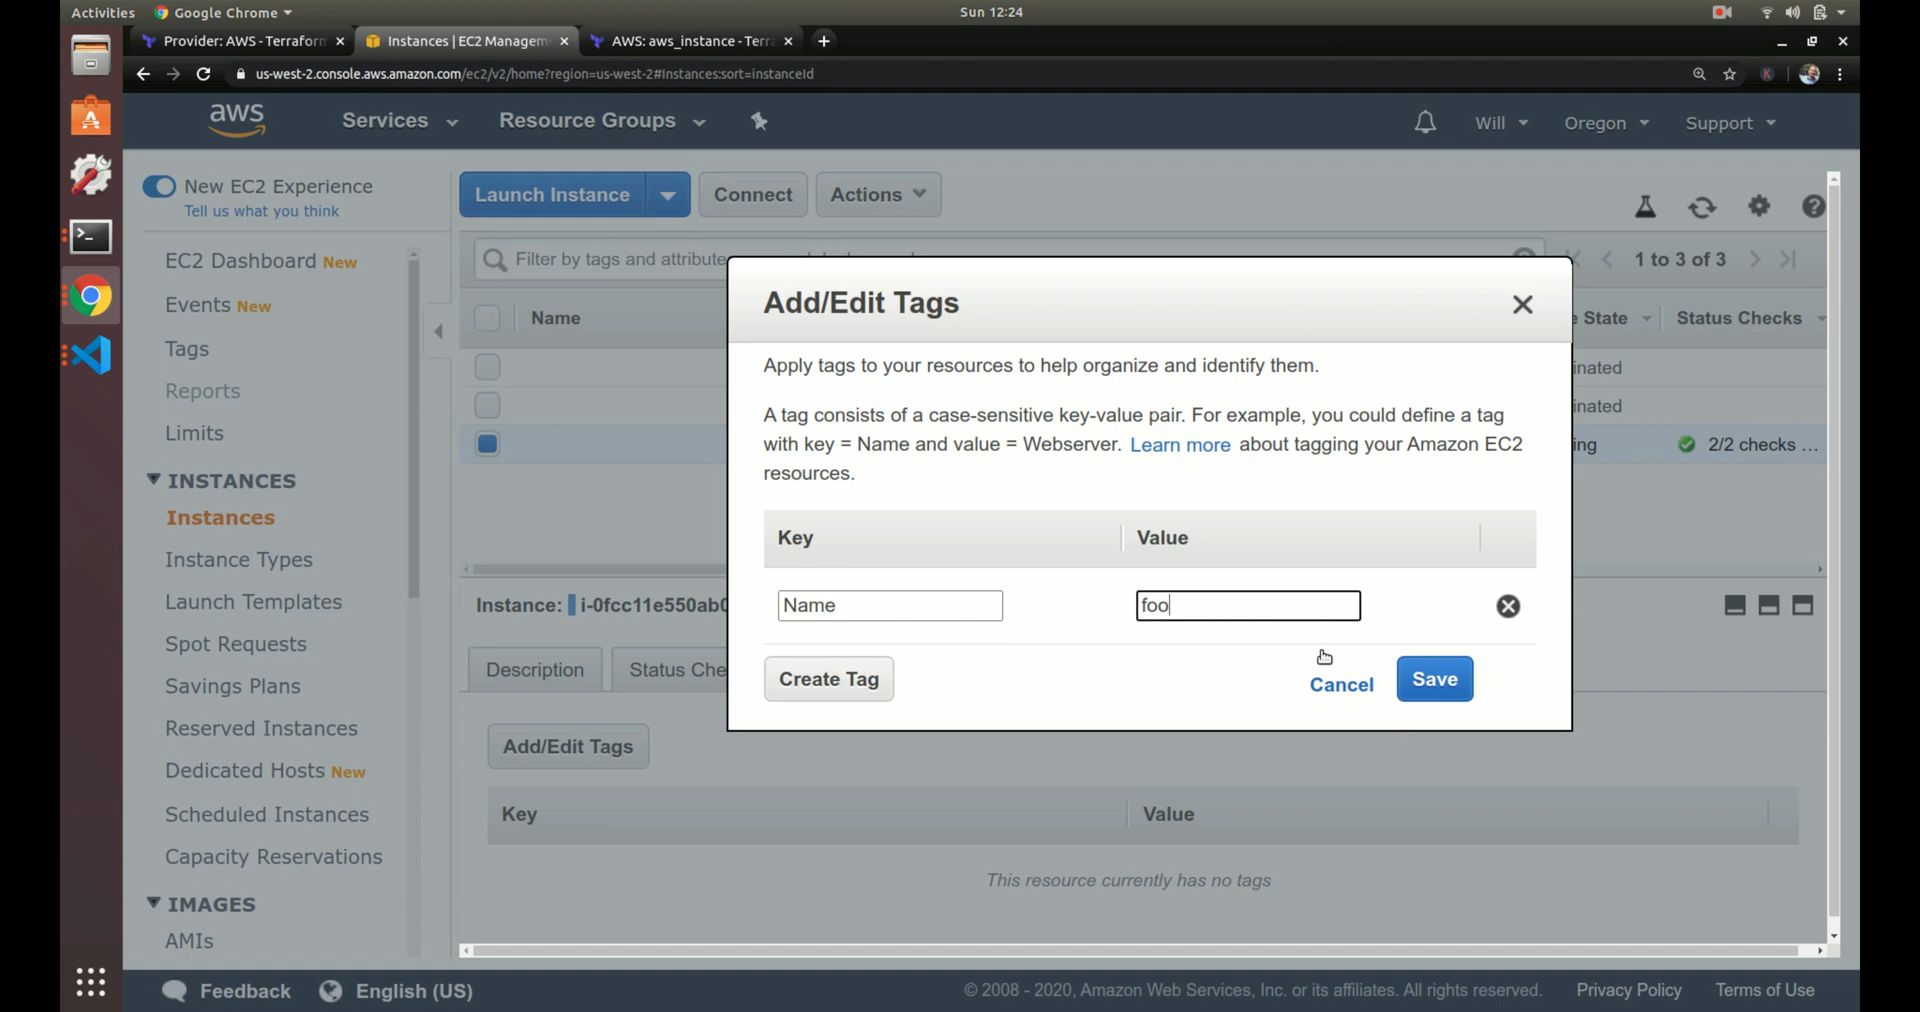 Activities
Google Chrome
Sun 12:24
Provider: AWS - Terraform
Instances | EC2 Managem
AWS: aws_instance - Terra
us-west-2.console.aws.amazon.com/ec2/v2/home?region=us-west-2#Instances:sort=instanceId
aws
Services
Resource Groups
Will
Oregon
Support
New EC2 Experience
Tell us what you think
Launch Instance
Connect
Actions
EC2 Dashboard New
Events New
Tags
Reports
Limits
INSTANCES
Instances
Instance Types
Launch Templates
Spot Requests
Savings Plans
Reserved Instances
Dedicated Hosts New
Scheduled Instances
Capacity Reservations
IMAGES
AMIs
Filter by tags and attribute
1 to 3 of 3
Name
e State
Status Checks
inated
inated
ing
2/2 checks ...
Add/Edit Tags
Apply tags to your resources to help organize and identify them.
A tag consists of a case-sensitive key-value pair. For example, you could define a tag
with key = Name and value = Webserver. Learn more about tagging your Amazon EC2
resources.
Key
Value
Name
foo
Create Tag
Cancel
Save
Instance: i-0fcc11e550ab0
Description
Status Che
Add/Edit Tags
Key
Value
This resource currently has no tags
Feedback
English (US)
© 2008 - 2020, Amazon Web Services, Inc. or its affiliates. All rights reserved.
Privacy Policy
Terms of Use